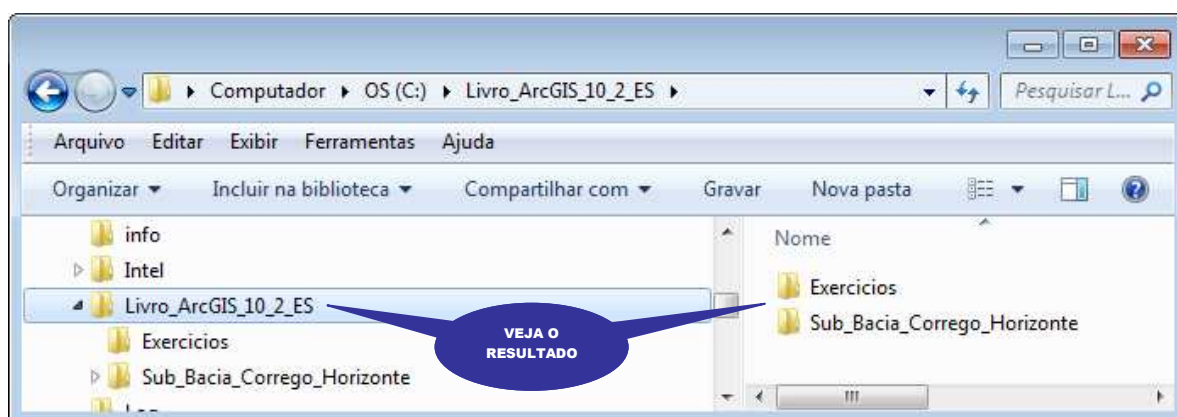 Computador OS (C:) Livro_ArcGIS_10_2_ES Pesquisar L...
Arquivo Editar Exibir Ferramentas Ajuda
Organizar Incluir na biblioteca Compartilhar com Gravar Nova pasta
info
Intel
Livro_ArcGIS_10_2_ES
Exercicios
Sub_Bacia_Corrego_Horizonte
VEJA O
RESULTADO
Nome
Exercicios
Sub_Bacia_Corrego_Horizonte